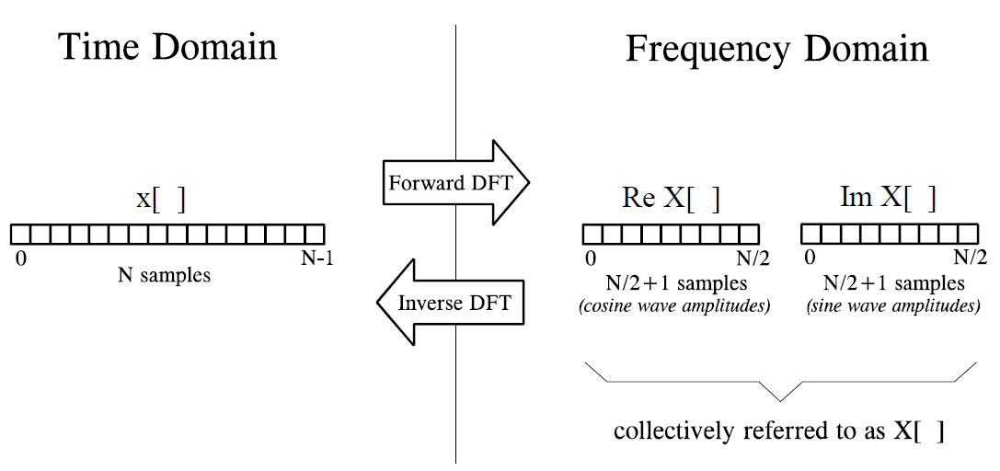 Time Domain
Frequency Domain
x[ ]
0
N-1
N samples
Forward DFT
Inverse DFT
Re X[ ]
0
N/2
N/2+1 samples
(cosine wave amplitudes)
Im X[ ]
0
N/2
N/2+1 samples
(sine wave amplitudes)
collectively referred to as X[ ]